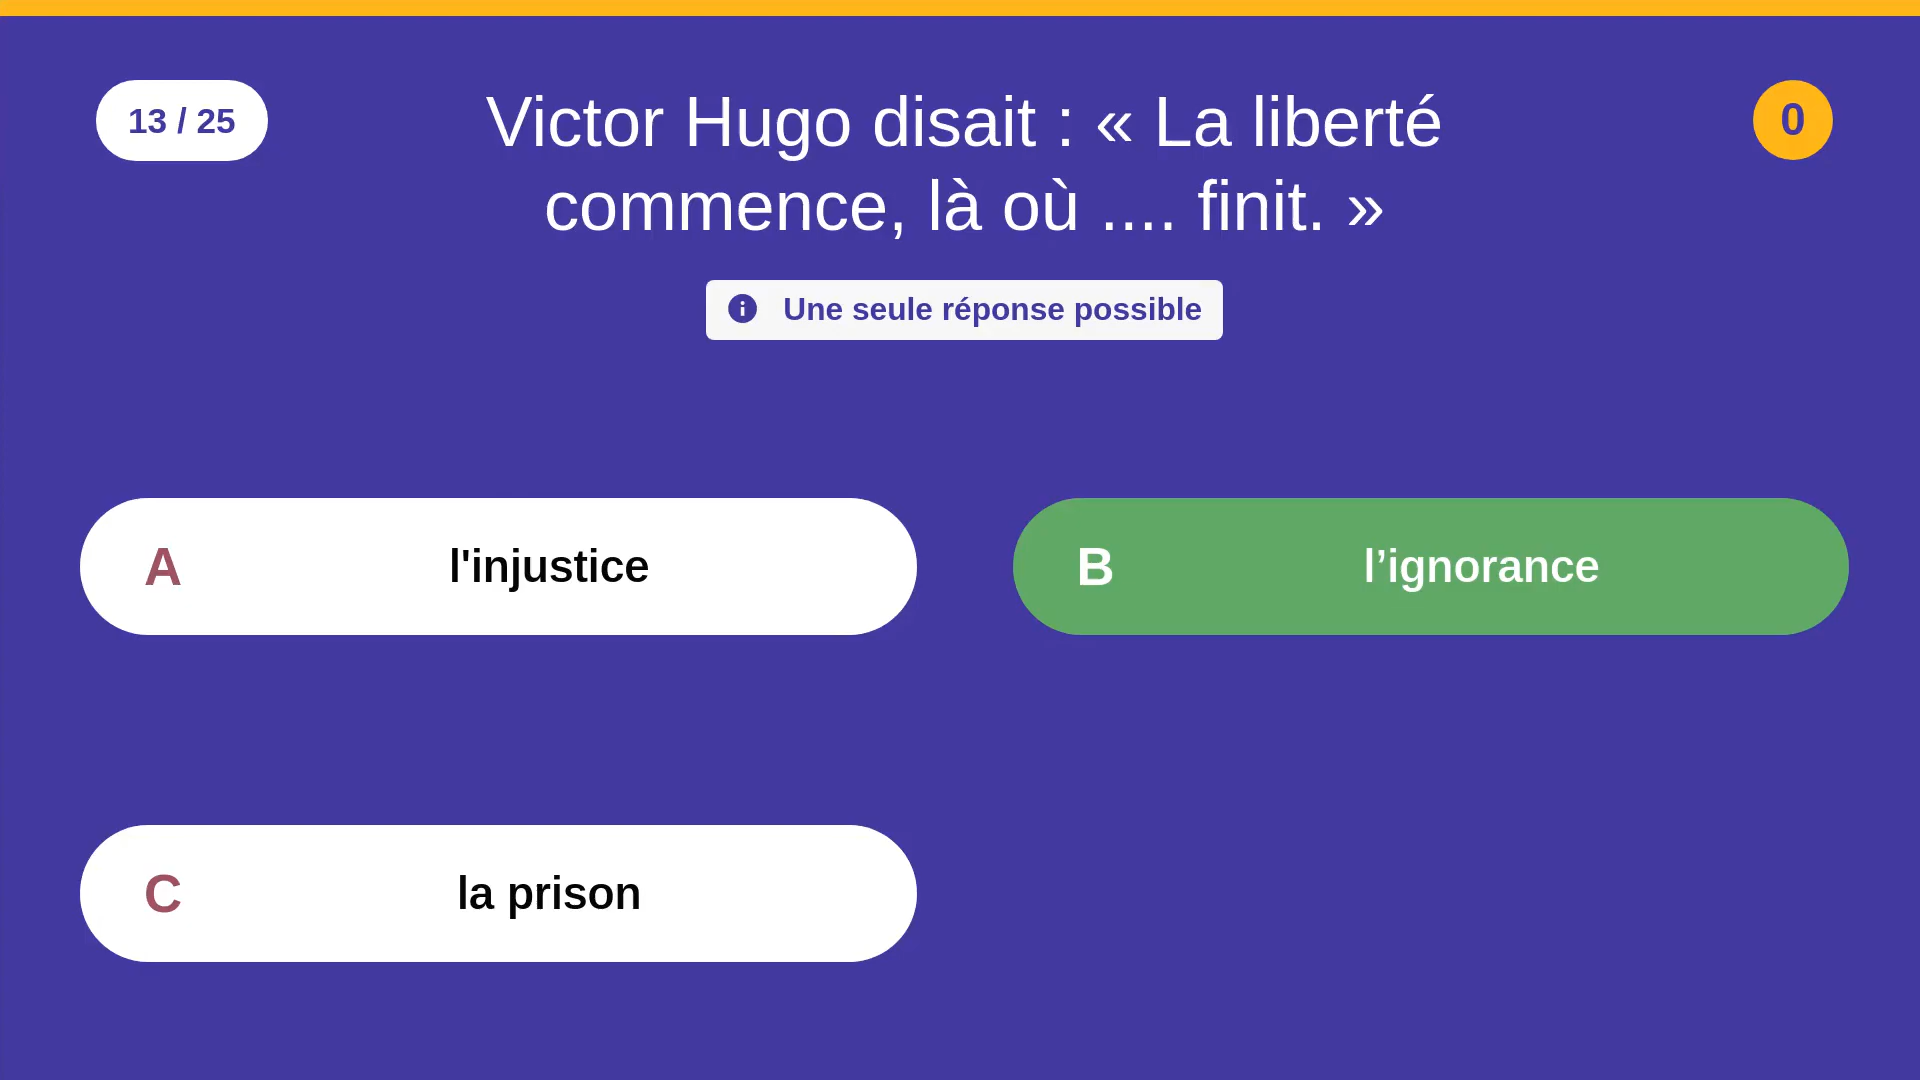 13 / 25
Victor Hugo disait : « La liberté
commence, là où .... finit. »
0
Une seule réponse possible
A l'injustice
B l’ignorance
C la prison